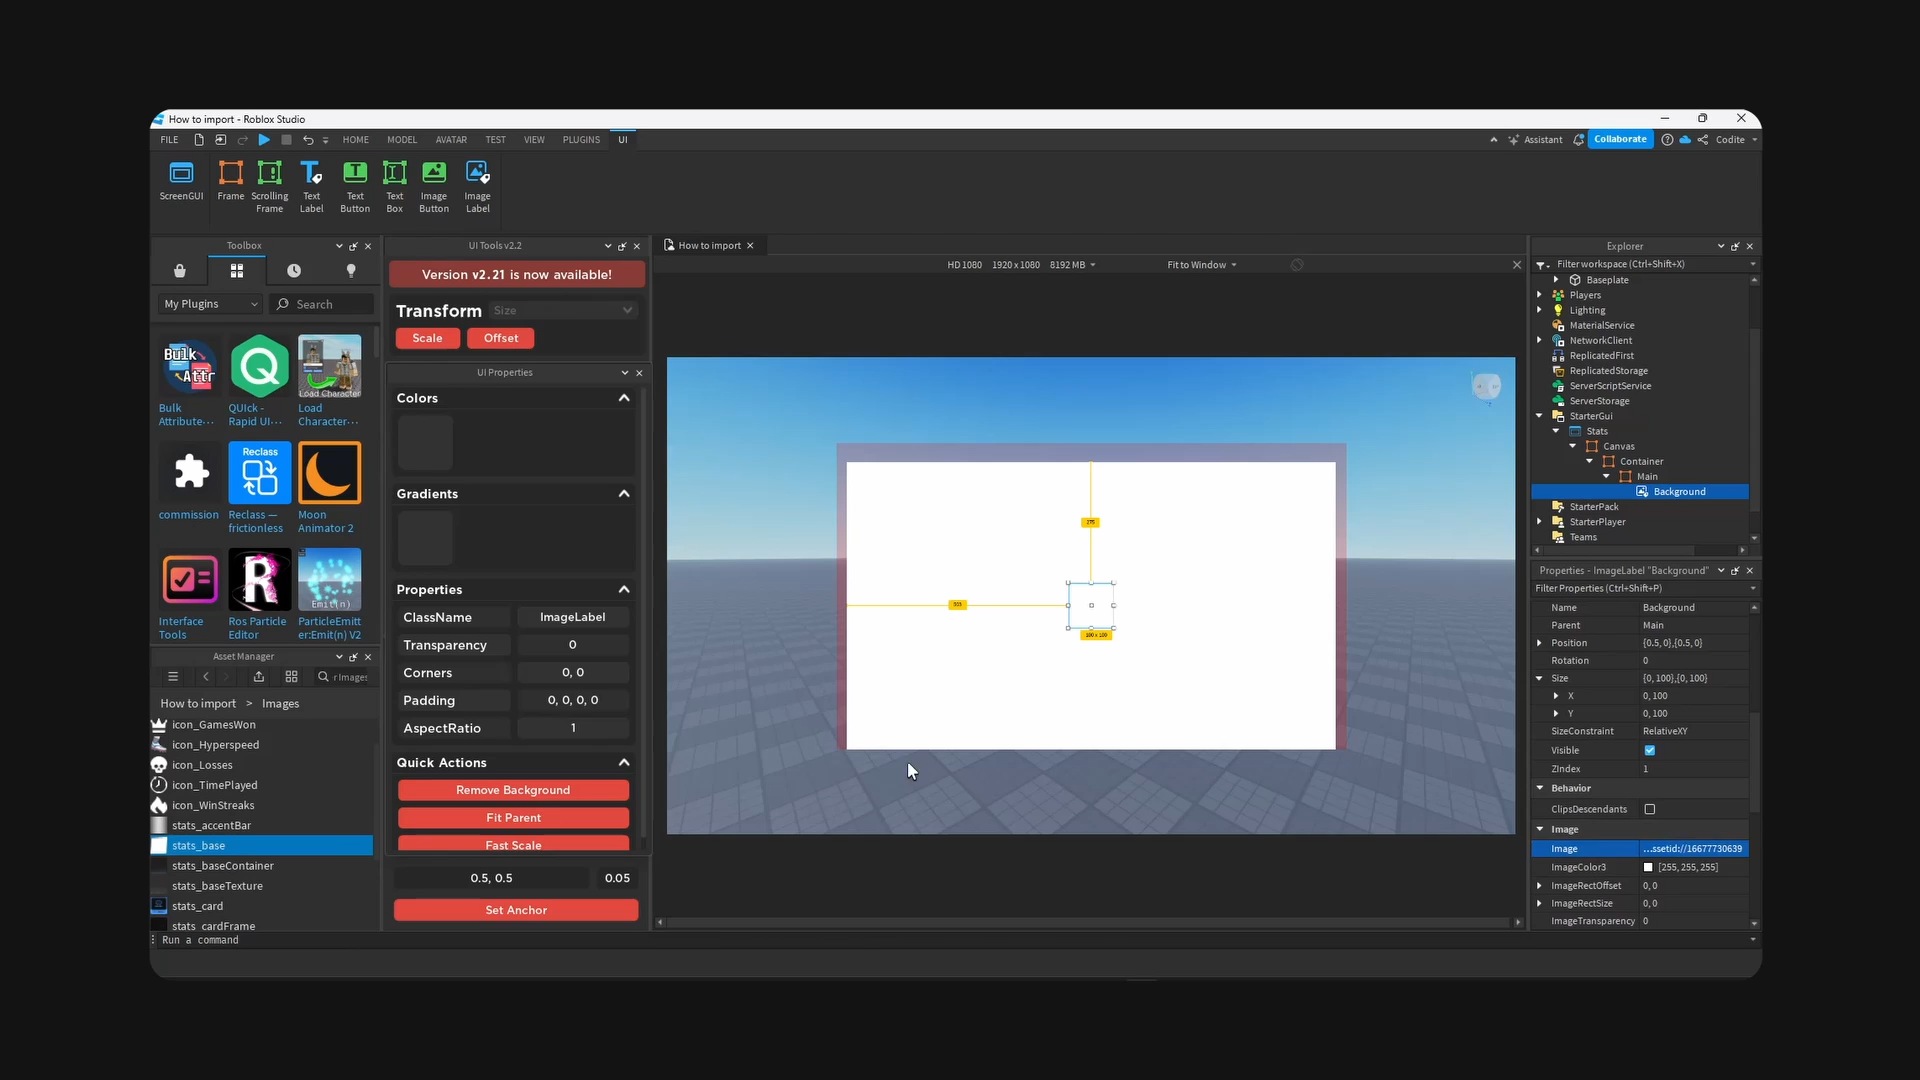 How to import - Roblox Studio
FILE HOME MODEL AVATAR TEST VIEW PLUGINS UI Assistant Collaborate Codite
ScreenGUI Frame Scrolling Frame Text Label Text Button Text Box Image Button Image Label
Toolbox
My Plugins Search
Bulk Attribute···
QUIck - Rapid UI···
Load Character···
Bulk Attr
Load Character
commission
Reclass
Reclass — frictionless
Moon Animator 2
Emit(n)
Interface Tools
Ros Particle Editor
ParticleEmitt er:Emit(n) V2
Asset Manager
r Images
How to import > Images
icon_GamesWon
icon_Hyperspeed
icon_Losses
icon_TimePlayed
icon_WinStreaks
stats_accentBar
stats_base
stats_baseContainer
stats_baseTexture
stats_card
stats_cardFrame
Run a command
UI Tools v2.2
Version v2.21 is now available!
Transform Size
Scale Offset
UI Properties
Colors
Gradients
Properties
ClassName ImageLabel
Transparency 0
Corners 0, 0
Padding 0, 0, 0, 0
AspectRatio 1
Quick Actions
Remove Background
Fit Parent
Fast Scale
0.5, 0.5 0.05
Set Anchor
How to import
HD 1080 1920 x 1080 8192 MB Fit to Window
100 x 100
Explorer
Filter workspace (Ctrl+Shift+X)
Baseplate
Players
Lighting
MaterialService
NetworkClient
ReplicatedFirst
ReplicatedStorage
ServerScriptService
ServerStorage
StarterGui
Stats
Canvas
Container
Main
Background
StarterPack
StarterPlayer
Teams
Properties - ImageLabel "Background"
Filter Properties (Ctrl+Shift+P)
Name Background
Parent Main
Position {0.5, 0},{0.5, 0}
Rotation 0
Size {0, 100},{0, 100}
X 0, 100
Y 0, 100
SizeConstraint RelativeXY
Visible
ZIndex 1
Behavior
ClipsDescendants
Image
Image ...ssetid://16677730639
ImageColor3 [255, 255, 255]
ImageRectOffset 0, 0
ImageRectSize 0, 0
ImageTransparency 0